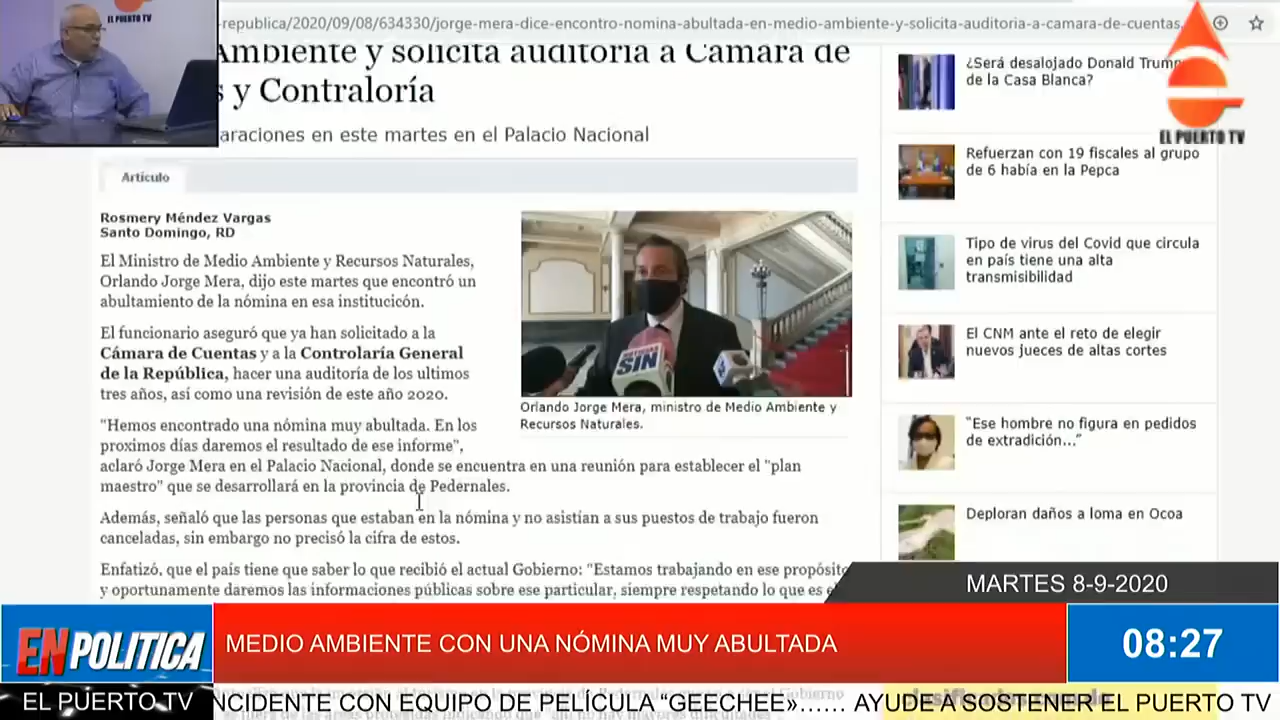 EL PUERTO TV
republica/2020/09/08/634330/jorge-mera-dice-encontro-nomina-abultada-en-medio-ambiente-y-solicita-auditoria-a-camara-de-cuentas.
Ambiente y solicita auditoría a Cámara de
s y Contraloría
araciones en este martes en el Palacio Nacional
Artículo
Rosmery Méndez Vargas
Santo Domingo, RD
El Ministro de Medio Ambiente y Recursos Naturales,
Orlando Jorge Mera, dijo este martes que encontró un
abultamiento de la nómina en esa institucicón.
El funcionario aseguró que ya han solicitado a la
Cámara de Cuentas y a la Controlaría General
de la República, hacer una auditoría de los ultimos
tres años, así como una revisión de este año 2020.
"Hemos encontrado una nómina muy abultada. En los
proximos días daremos el resultado de ese informe",
aclaró Jorge Mera en el Palacio Nacional, donde se encuentra en una reunión para establecer el "plan
maestro" que se desarrollará en la provincia de Pedernales.
Además, señaló que las personas que estaban en la nómina y no asistían a sus puestos de trabajo fueron
canceladas, sin embargo no precisó la cifra de estos.
Enfatizó, que el país tiene que saber lo que recibió el actual Gobierno: "Estamos trabajando en ese propósito
y oportunamente daremos las informaciones públicas sobre ese particular, siempre respetando lo que es e
NOTICIAS
SIN
Orlando Jorge Mera, ministro de Medio Ambiente y
Recursos Naturales.
¿Será desalojado Donald Trump
de la Casa Blanca?
EL PUERTO TV
Refuerzan con 19 fiscales al grupo
de 6 había en la Pepca
Tipo de virus del Covid que circula
en país tiene una alta
transmisibilidad
El CNM ante el reto de elegir
nuevos jueces de altas cortes
"Ese hombre no figura en pedidos
de extradición..."
Deploran daños a loma en Ocoa
MARTES 8-9-2020
EN POLITICA
MEDIO AMBIENTE CON UNA NÓMINA MUY ABULTADA
08:27
EL PUERTO TV
NCIDENTE CON EQUIPO DE PELÍCULA “GEECHEE»…… AYUDE A SOSTENER EL PUERTO TV